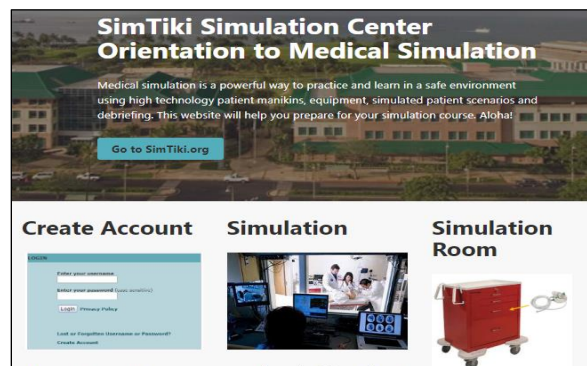 SimTiki Simulation Center
Orientation to Medical Simulation
Medical simulation is a powerful way to practice and learn in a safe environment
using high technology patient manikins, equipment, simulated patient scenarios and
debriefing. This website will help you prepare for your simulation course. Aloha!
Go to SimTiki.org
Create Account
Simulation
Simulation
Room
LOGIN
Enter your username
Enter your password (case sensitive)
Login Privacy Policy
Lost or Forgotten Username or Password?
Create Account